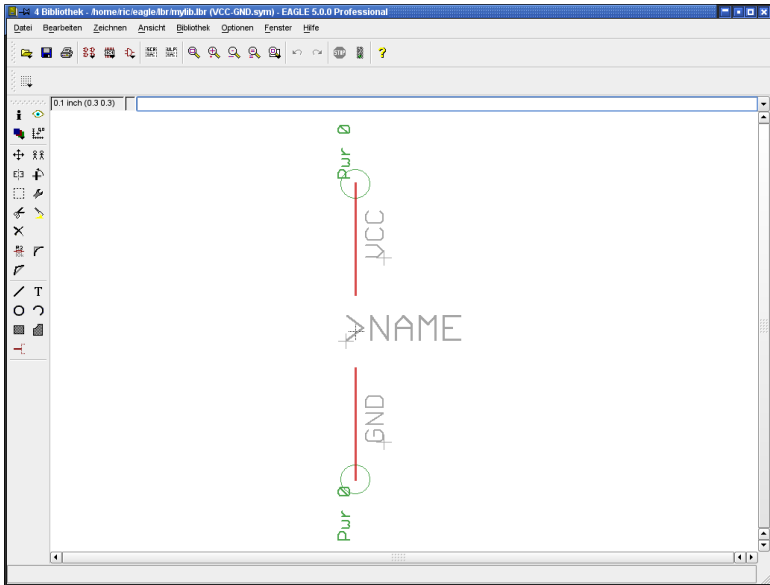 4 Bibliothek - /home/ric/eagle/lbr/mylib.lbr (VCC-GND.sym) - EAGLE 5.0.0 Professional
Datei Bearbeiten Zeichnen Ansicht Bibliothek Optionen Fenster Hilfe
0.1 inch (0.3 0.3)
Pwr 0
VCC
>NAME
GND
Pwr 0